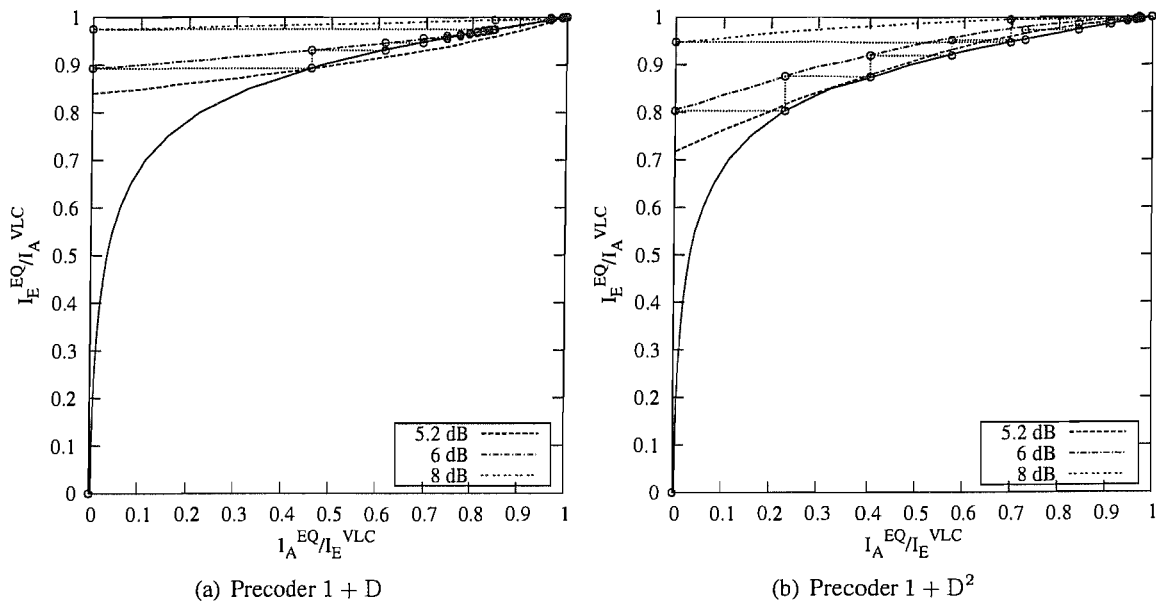 1
0.9
0.8
0.7
0.6
0.5
0.4
0.3
0.2
0.1
0
I_E^EQ/I_A^VLC
0 0.1 0.2 0.3 0.4 0.5 0.6 0.7 0.8 0.9 1
I_A^EQ/I_E^VLC
5.2 dB
6 dB
8 dB
(a) Precoder 1 + D
1
0.9
0.8
0.7
0.6
0.5
0.4
0.3
0.2
0.1
0
I_E^EQ/I_A^VLC
0 0.1 0.2 0.3 0.4 0.5 0.6 0.7 0.8 0.9 1
I_A^EQ/I_E^VLC
5.2 dB
6 dB
8 dB
(b) Precoder 1 + D²